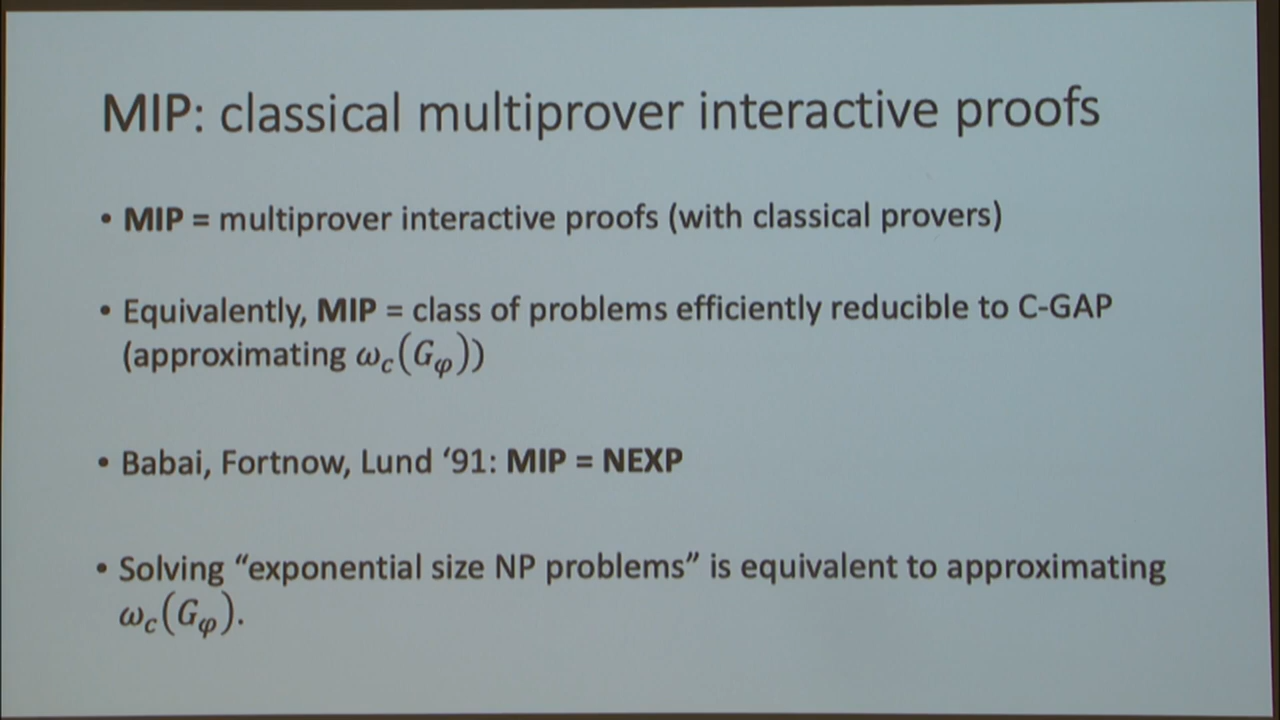 MIP: classical multiprover interactive proofs
• MIP = multiprover interactive proofs (with classical provers)
• Equivalently, MIP = class of problems efficiently reducible to C-GAP
(approximating ω_c(G_φ))
• Babai, Fortnow, Lund ‘91: MIP = NEXP
• Solving “exponential size NP problems” is equivalent to approximating
ω_c(G_φ).